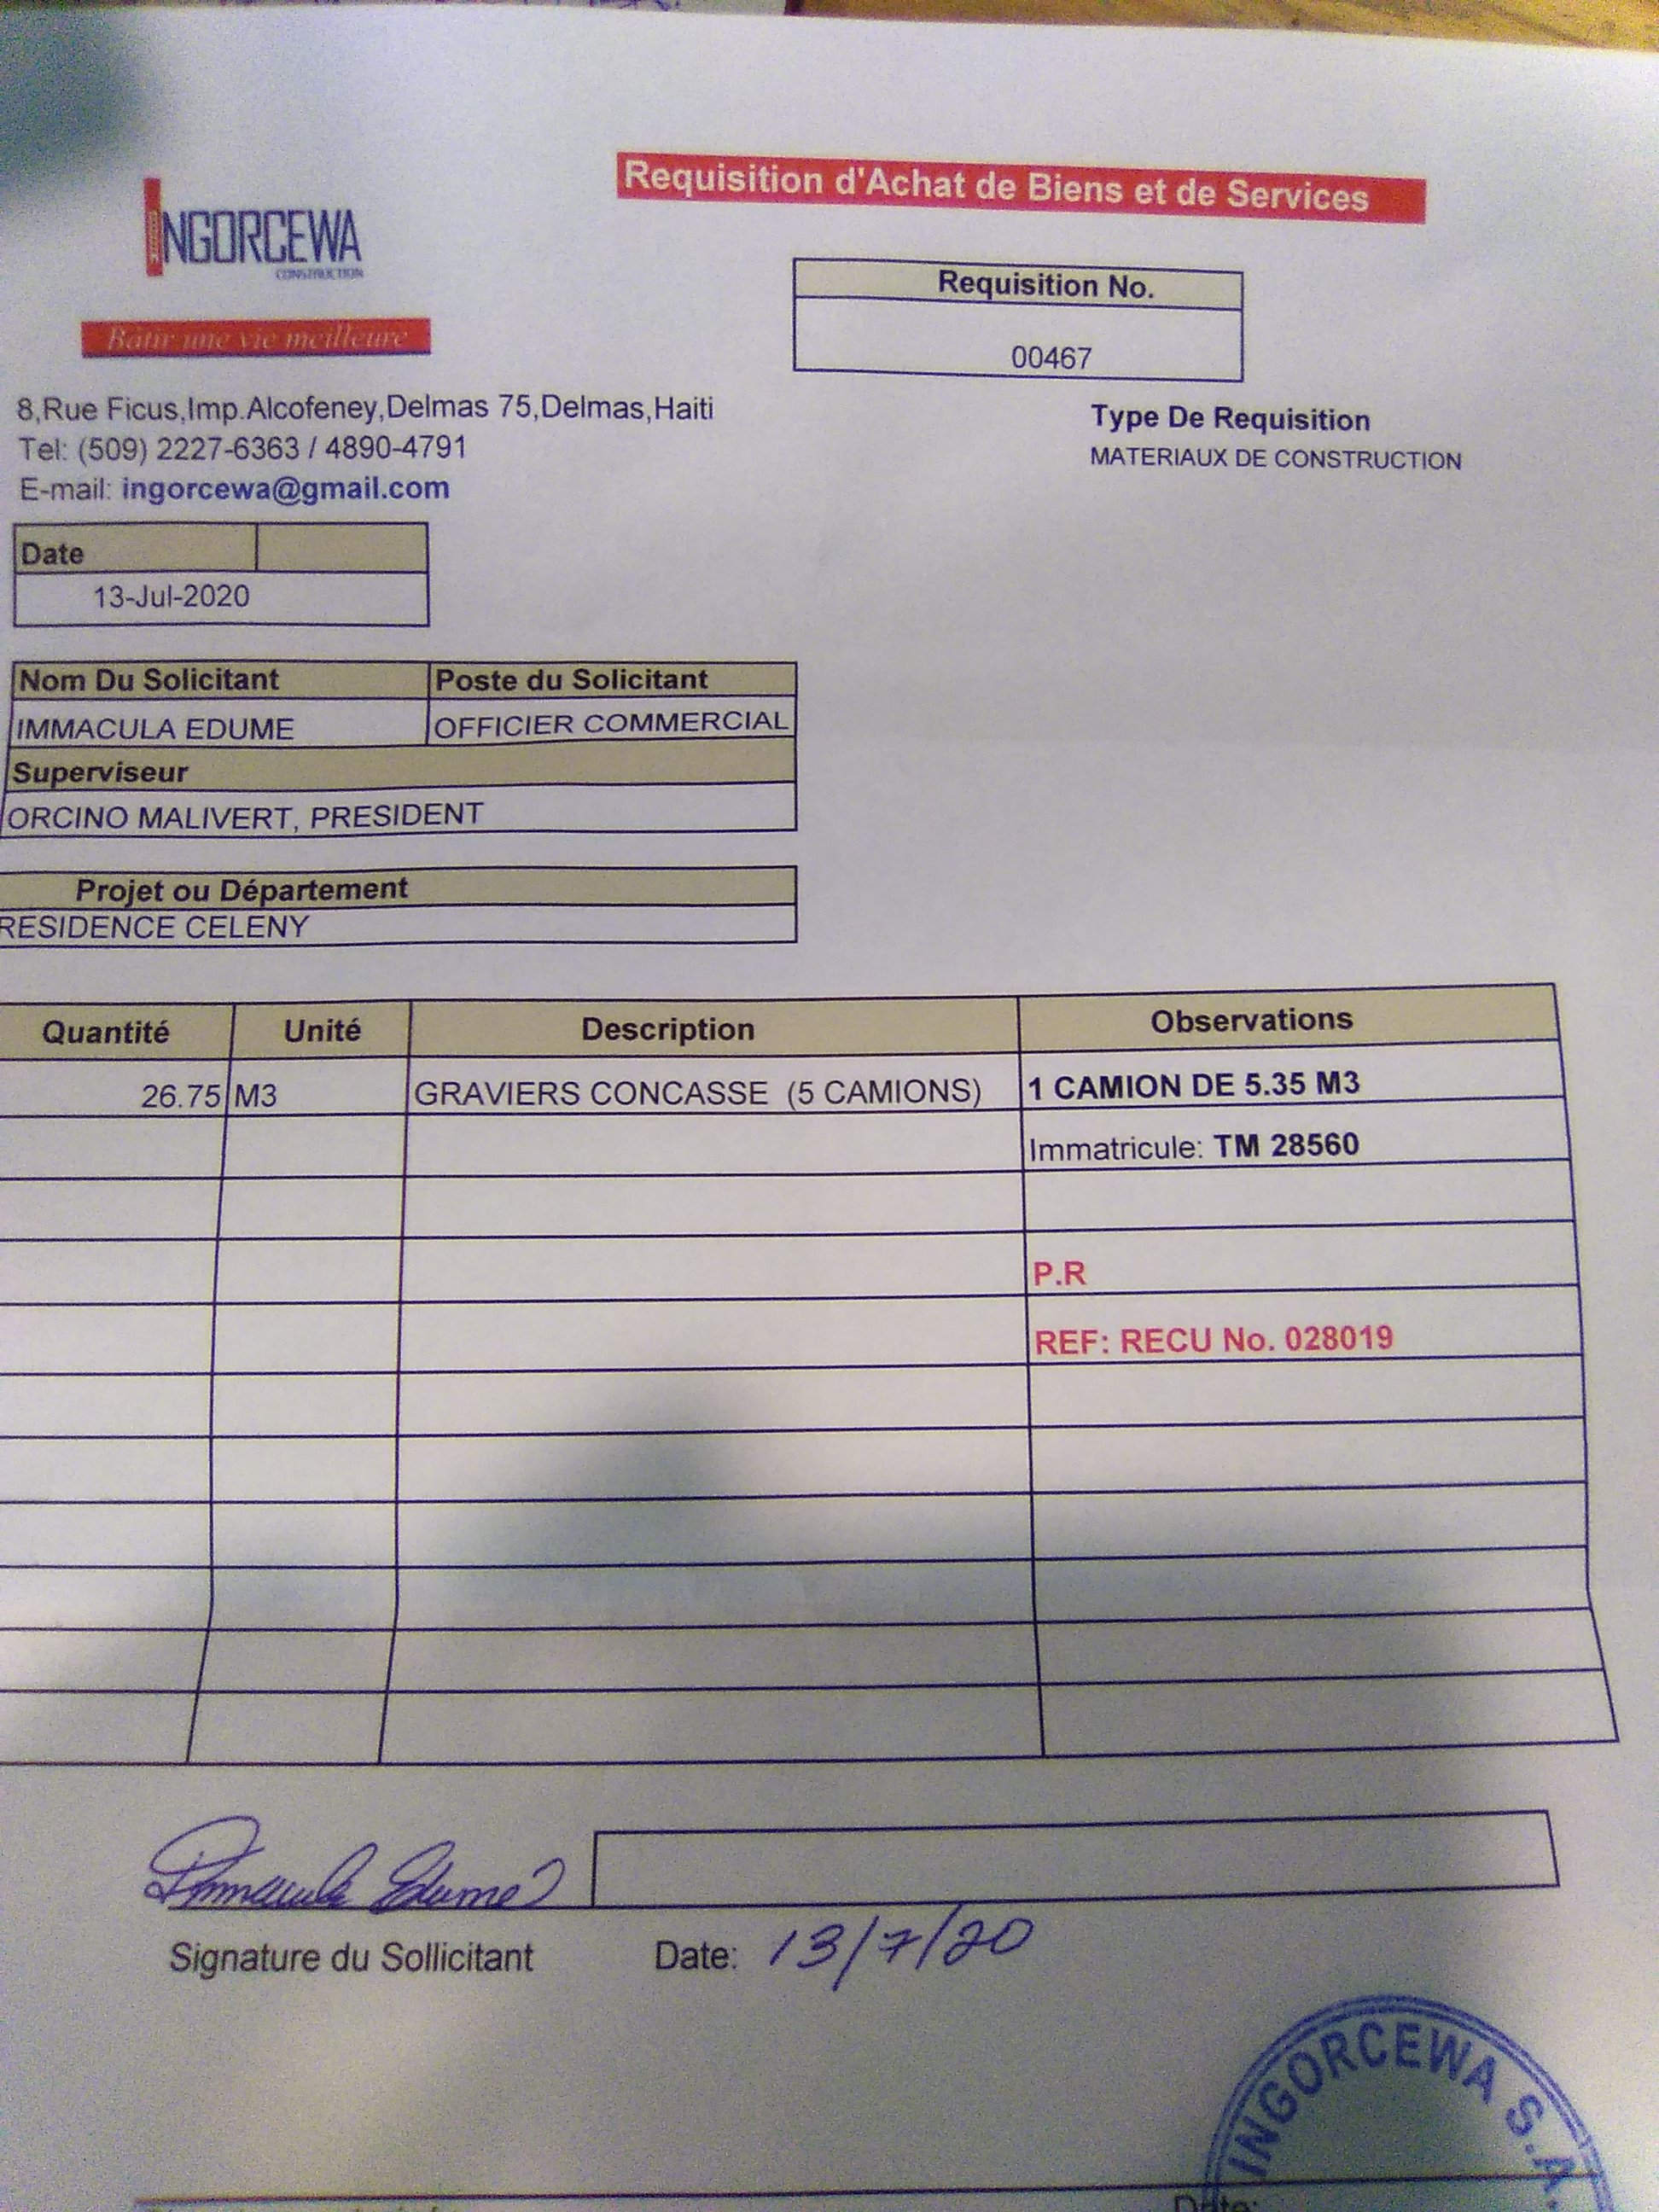 Requisition d'Achat de Biens et de Services
INGORCEWA
CONSTRUCTION
Bâtir une vie meilleure
Requisition No.
00467
8,Rue Ficus,Imp.Alcofeney,Delmas 75,Delmas,Haiti
Tel: (509) 2227-6363 / 4890-4791
E-mail: ingorcewa@gmail.com
Type De Requisition
MATERIAUX DE CONSTRUCTION
Date
13-Jul-2020
Nom Du Solicitant Poste du Solicitant
IMMACULA EDUME OFFICIER COMMERCIAL
Superviseur
ORCINO MALIVERT, PRESIDENT
Projet ou Département
RESIDENCE CELENY
Quantité Unité Description Observations
26.75 M3 GRAVIERS CONCASSE (5 CAMIONS) 1 CAMION DE 5.35 M3
Immatricule: TM 28560
P.R
REF: RECU No. 028019
Immacula Edume
Signature du Sollicitant Date: 13/7/20
INGORCEWA S.A.
Date: